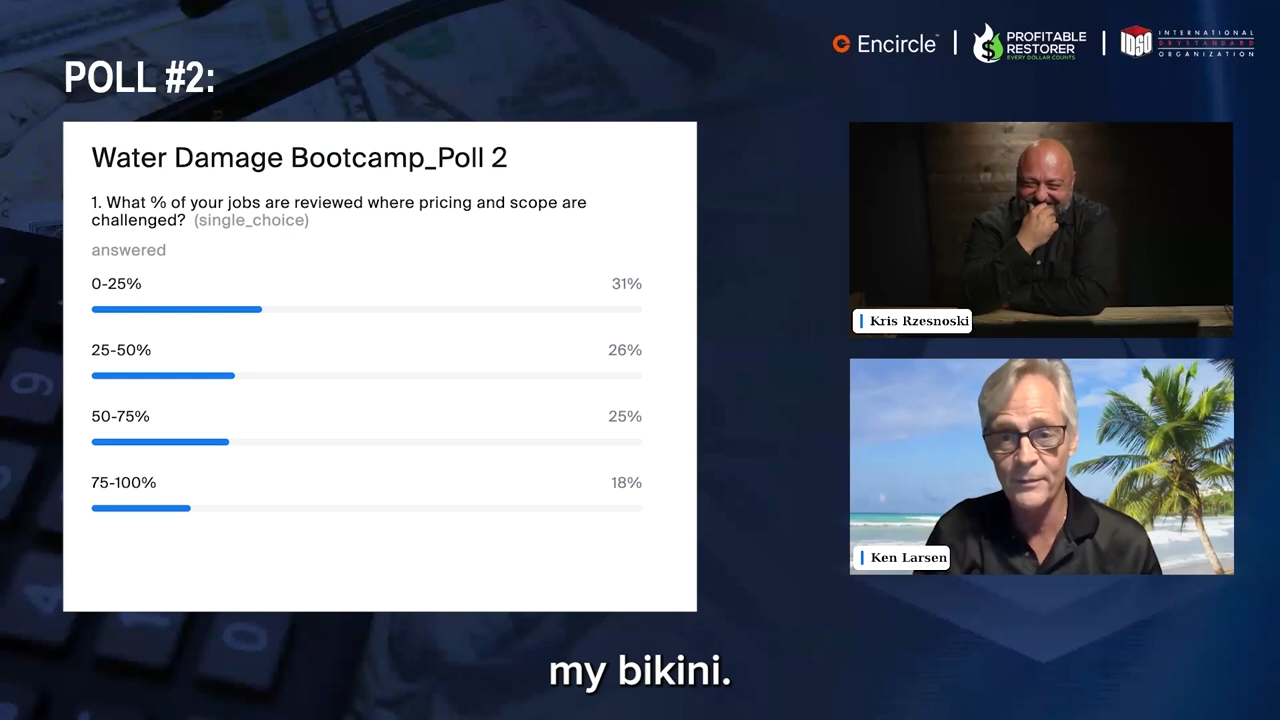 Encircle
PROFITABLE
RESTORER
EVERY DOLLAR COUNTS
IDSO
INTERNATIONAL
DRYSTANDARD
ORGANIZATION
POLL #2:
Water Damage Bootcamp_Poll 2
1. What % of your jobs are reviewed where pricing and scope are
challenged? (single_choice)
answered
0-25% 31%
25-50% 26%
50-75% 25%
75-100% 18%
Kris Rzesnoski
Ken Larsen
my bikini.